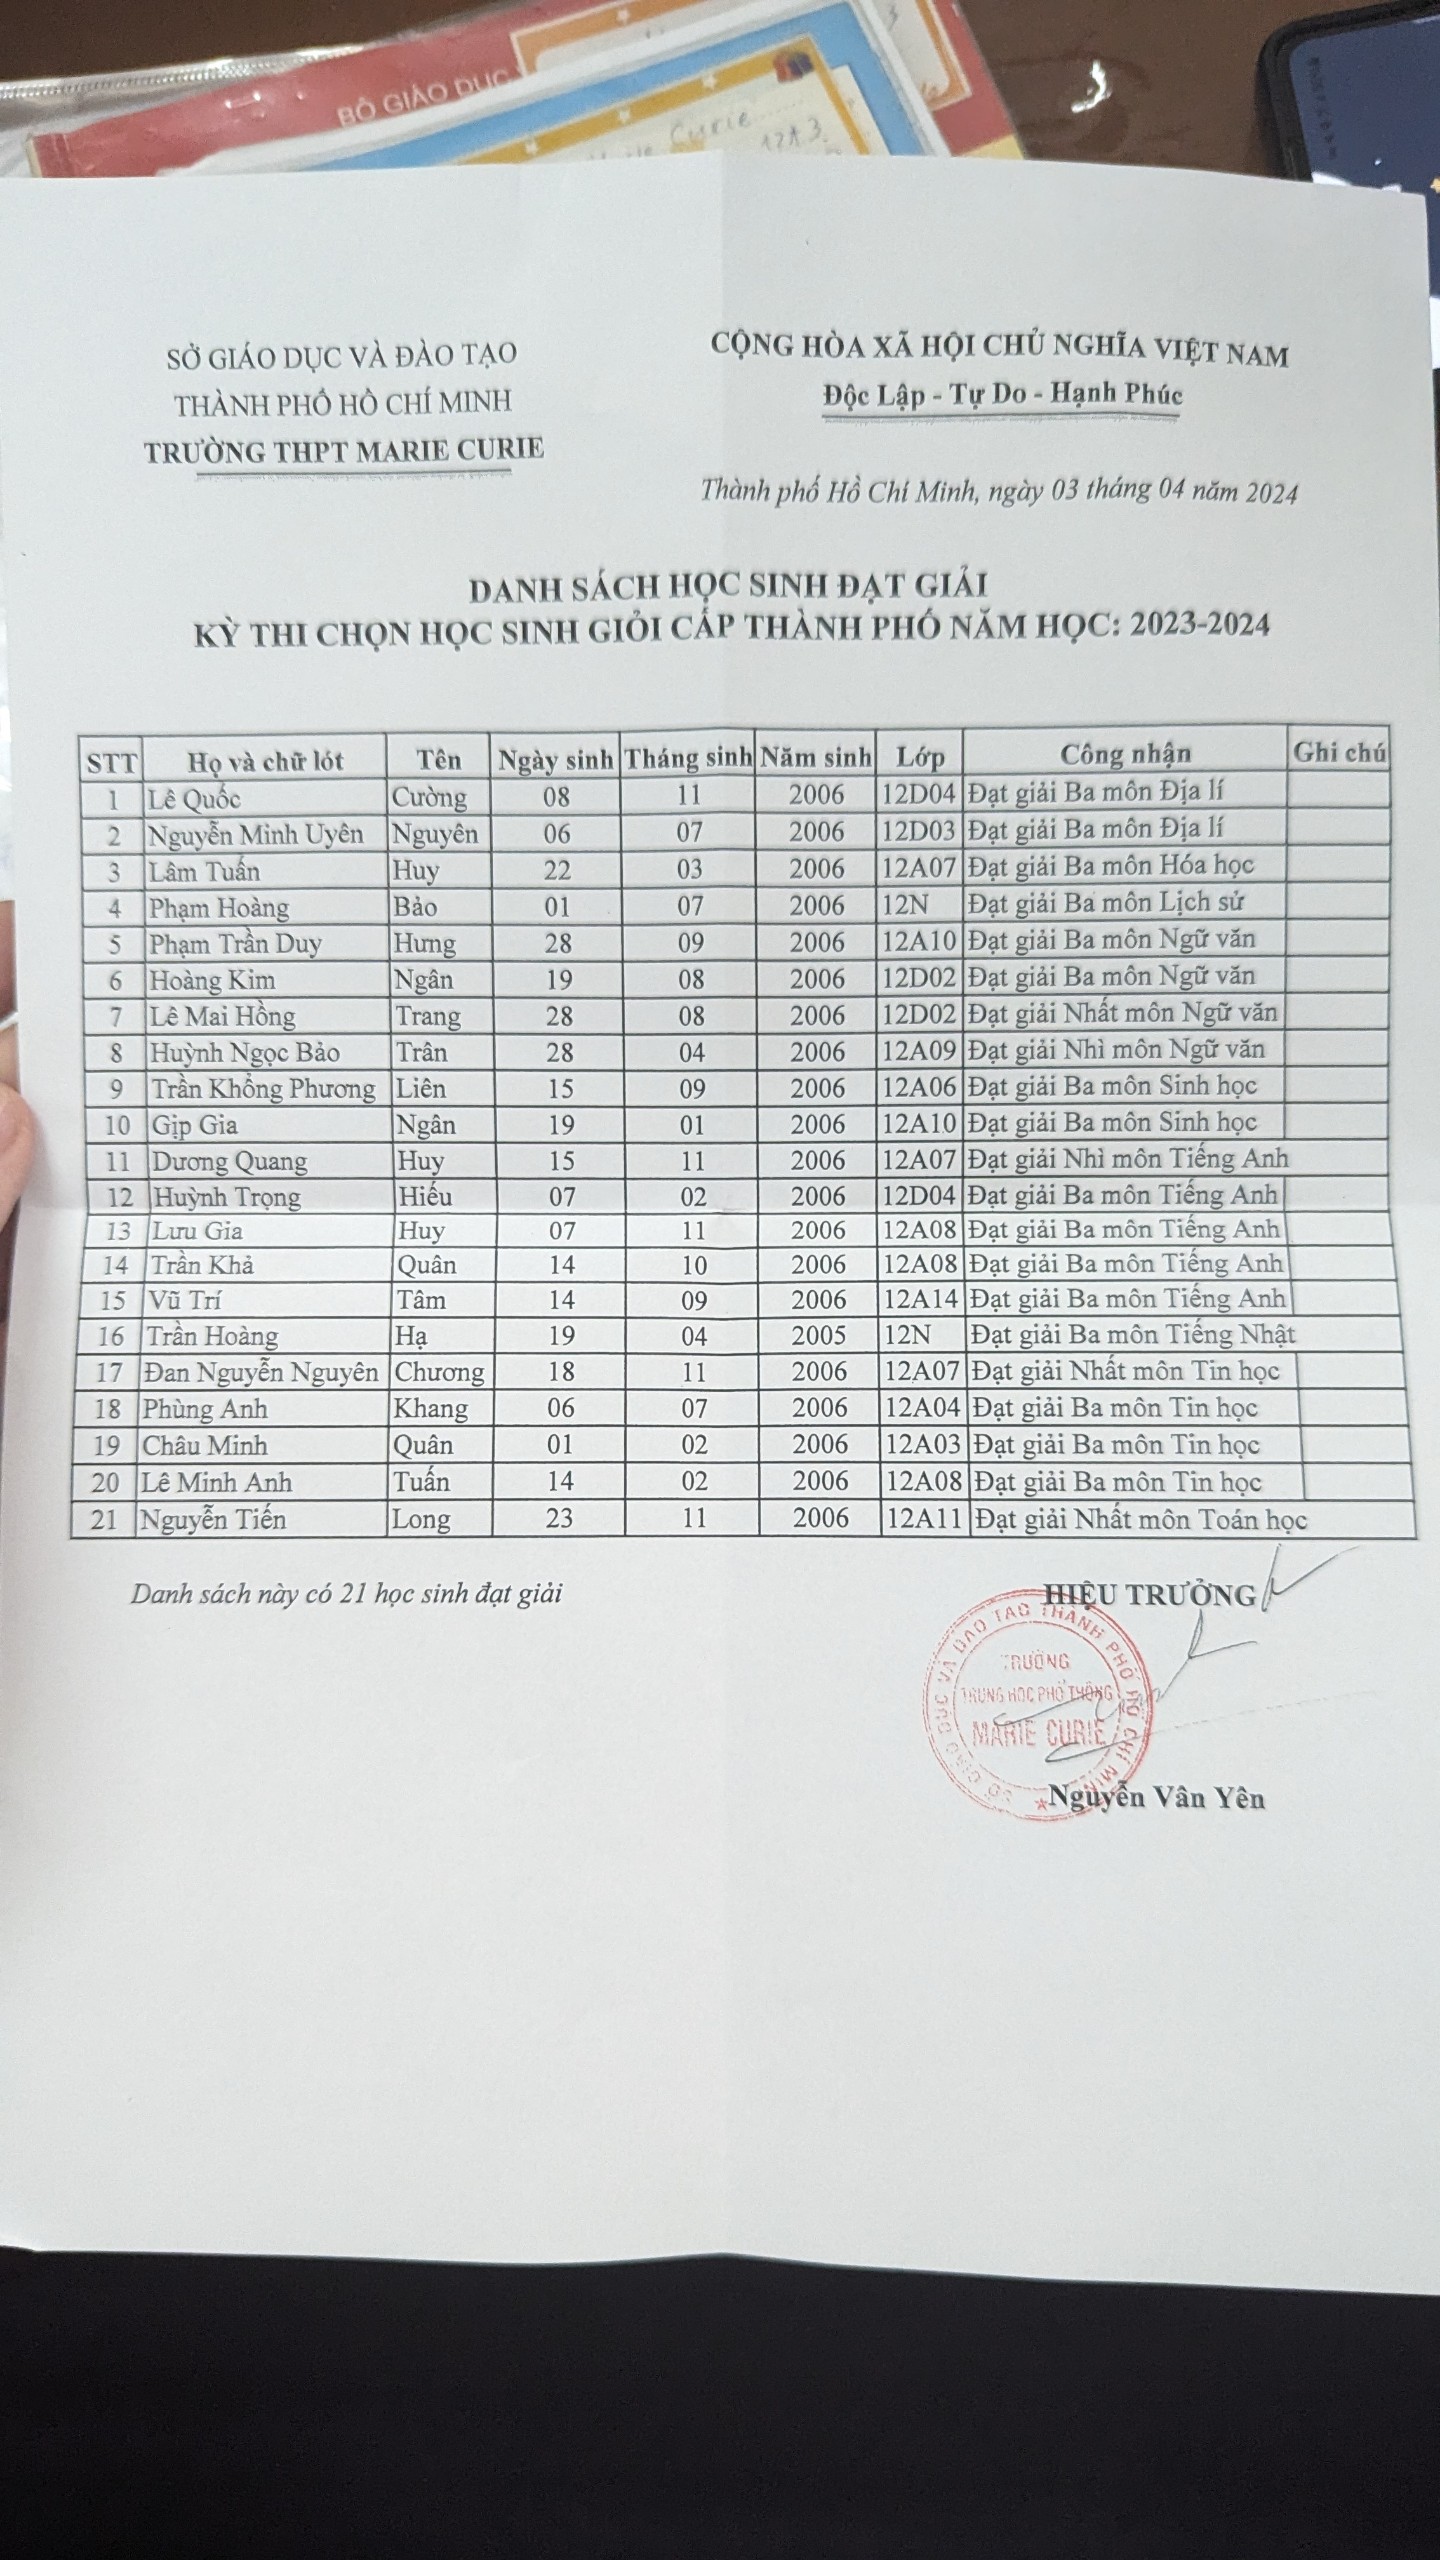 BỘ GIÁO DỤC
Curie
12A3.
SỞ GIÁO DỤC VÀ ĐÀO TẠO
THÀNH PHỐ HỒ CHÍ MINH
TRƯỜNG THPT MARIE CURIE
CỘNG HÒA XÃ HỘI CHỦ NGHĨA VIỆT NAM
Độc Lập - Tự Do - Hạnh Phúc
Thành phố Hồ Chí Minh, ngày 03 tháng 04 năm 2024
DANH SÁCH HỌC SINH ĐẠT GIẢI
KỲ THI CHỌN HỌC SINH GIỎI CẤP THÀNH PHỐ NĂM HỌC: 2023-2024
STT Họ và chữ lót Tên Ngày sinh Tháng sinh Năm sinh Lớp Công nhận Ghi chú
1 Lê Quốc Cường 08 11 2006 12D04 Đạt giải Ba môn Địa lí
2 Nguyễn Minh Uyên Nguyên 06 07 2006 12D03 Đạt giải Ba môn Địa lí
3 Lâm Tuấn Huy 22 03 2006 12A07 Đạt giải Ba môn Hóa học
4 Phạm Hoàng Bảo 01 07 2006 12N Đạt giải Ba môn Lịch sử
5 Phạm Trần Duy Hưng 28 09 2006 12A10 Đạt giải Ba môn Ngữ văn
6 Hoàng Kim Ngân 19 08 2006 12D02 Đạt giải Ba môn Ngữ văn
7 Lê Mai Hồng Trang 28 08 2006 12D02 Đạt giải Nhất môn Ngữ văn
8 Huỳnh Ngọc Bảo Trân 28 04 2006 12A09 Đạt giải Nhì môn Ngữ văn
9 Trần Khổng Phương Liên 15 09 2006 12A06 Đạt giải Ba môn Sinh học
10 Gịp Gia Ngân 19 01 2006 12A10 Đạt giải Ba môn Sinh học
11 Dương Quang Huy 15 11 2006 12A07 Đạt giải Nhì môn Tiếng Anh
12 Huỳnh Trọng Hiếu 07 02 2006 12D04 Đạt giải Ba môn Tiếng Anh
13 Lưu Gia Huy 07 11 2006 12A08 Đạt giải Ba môn Tiếng Anh
14 Trần Khả Quân 14 10 2006 12A08 Đạt giải Ba môn Tiếng Anh
15 Vũ Trí Tâm 14 09 2006 12A14 Đạt giải Ba môn Tiếng Anh
16 Trần Hoàng Hạ 19 04 2005 12N Đạt giải Ba môn Tiếng Nhật
17 Đan Nguyễn Nguyên Chương 18 11 2006 12A07 Đạt giải Nhất môn Tin học
18 Phùng Anh Khang 06 07 2006 12A04 Đạt giải Ba môn Tin học
19 Châu Minh Quân 01 02 2006 12A03 Đạt giải Ba môn Tin học
20 Lê Minh Anh Tuấn 14 02 2006 12A08 Đạt giải Ba môn Tin học
21 Nguyễn Tiến Long 23 11 2006 12A11 Đạt giải Nhất môn Toán học
Danh sách này có 21 học sinh đạt giải
HIỆU TRƯỞNG
SỞ GIÁO DỤC VÀ ĐÀO TẠO THÀNH PHỐ HỒ CHÍ MINH
TRƯỜNG
TRUNG HỌC PHỔ THÔNG
MARIE CURIE
Nguyễn Vân Yên